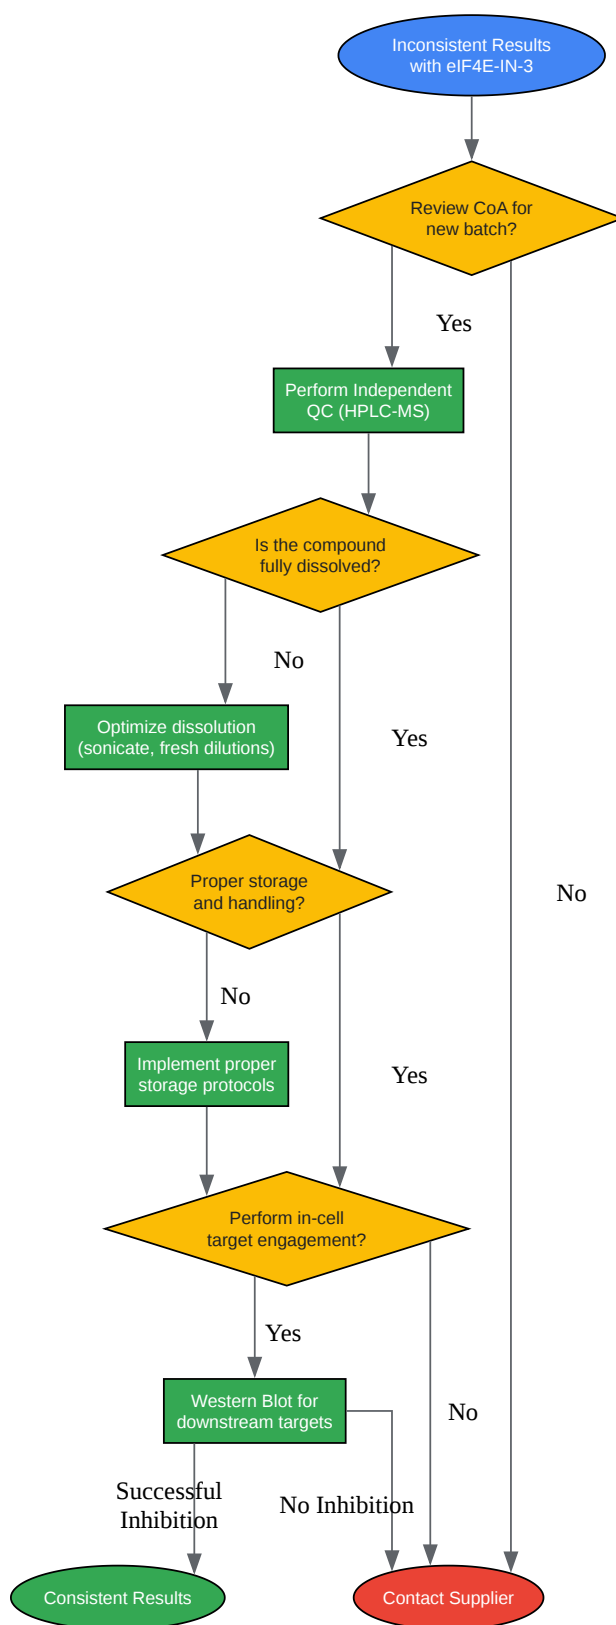 Inconsistent Results
with eIF4E-IN-3
Review CoA for
new batch?
Yes
Perform Independent
QC (HPLC-MS)
Is the compound
fully dissolved?
No
Optimize dissolution
(sonicate, fresh dilutions)
Yes
Proper storage
and handling?
No
No
Implement proper
storage protocols
Yes
Perform in-cell
target engagement?
Yes
Western Blot for
downstream targets
No
Successful
Inhibition
No Inhibition
Consistent Results
Contact Supplier